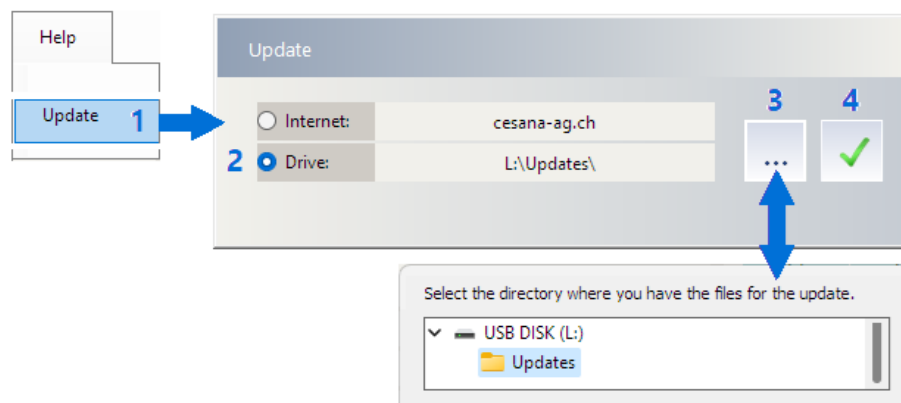 Help
Update 1
Update
3 4
Internet: cesana-ag.ch
2 Drive: L:\Updates\
...
Select the directory where you have the files for the update.
USB DISK (L:)
Updates